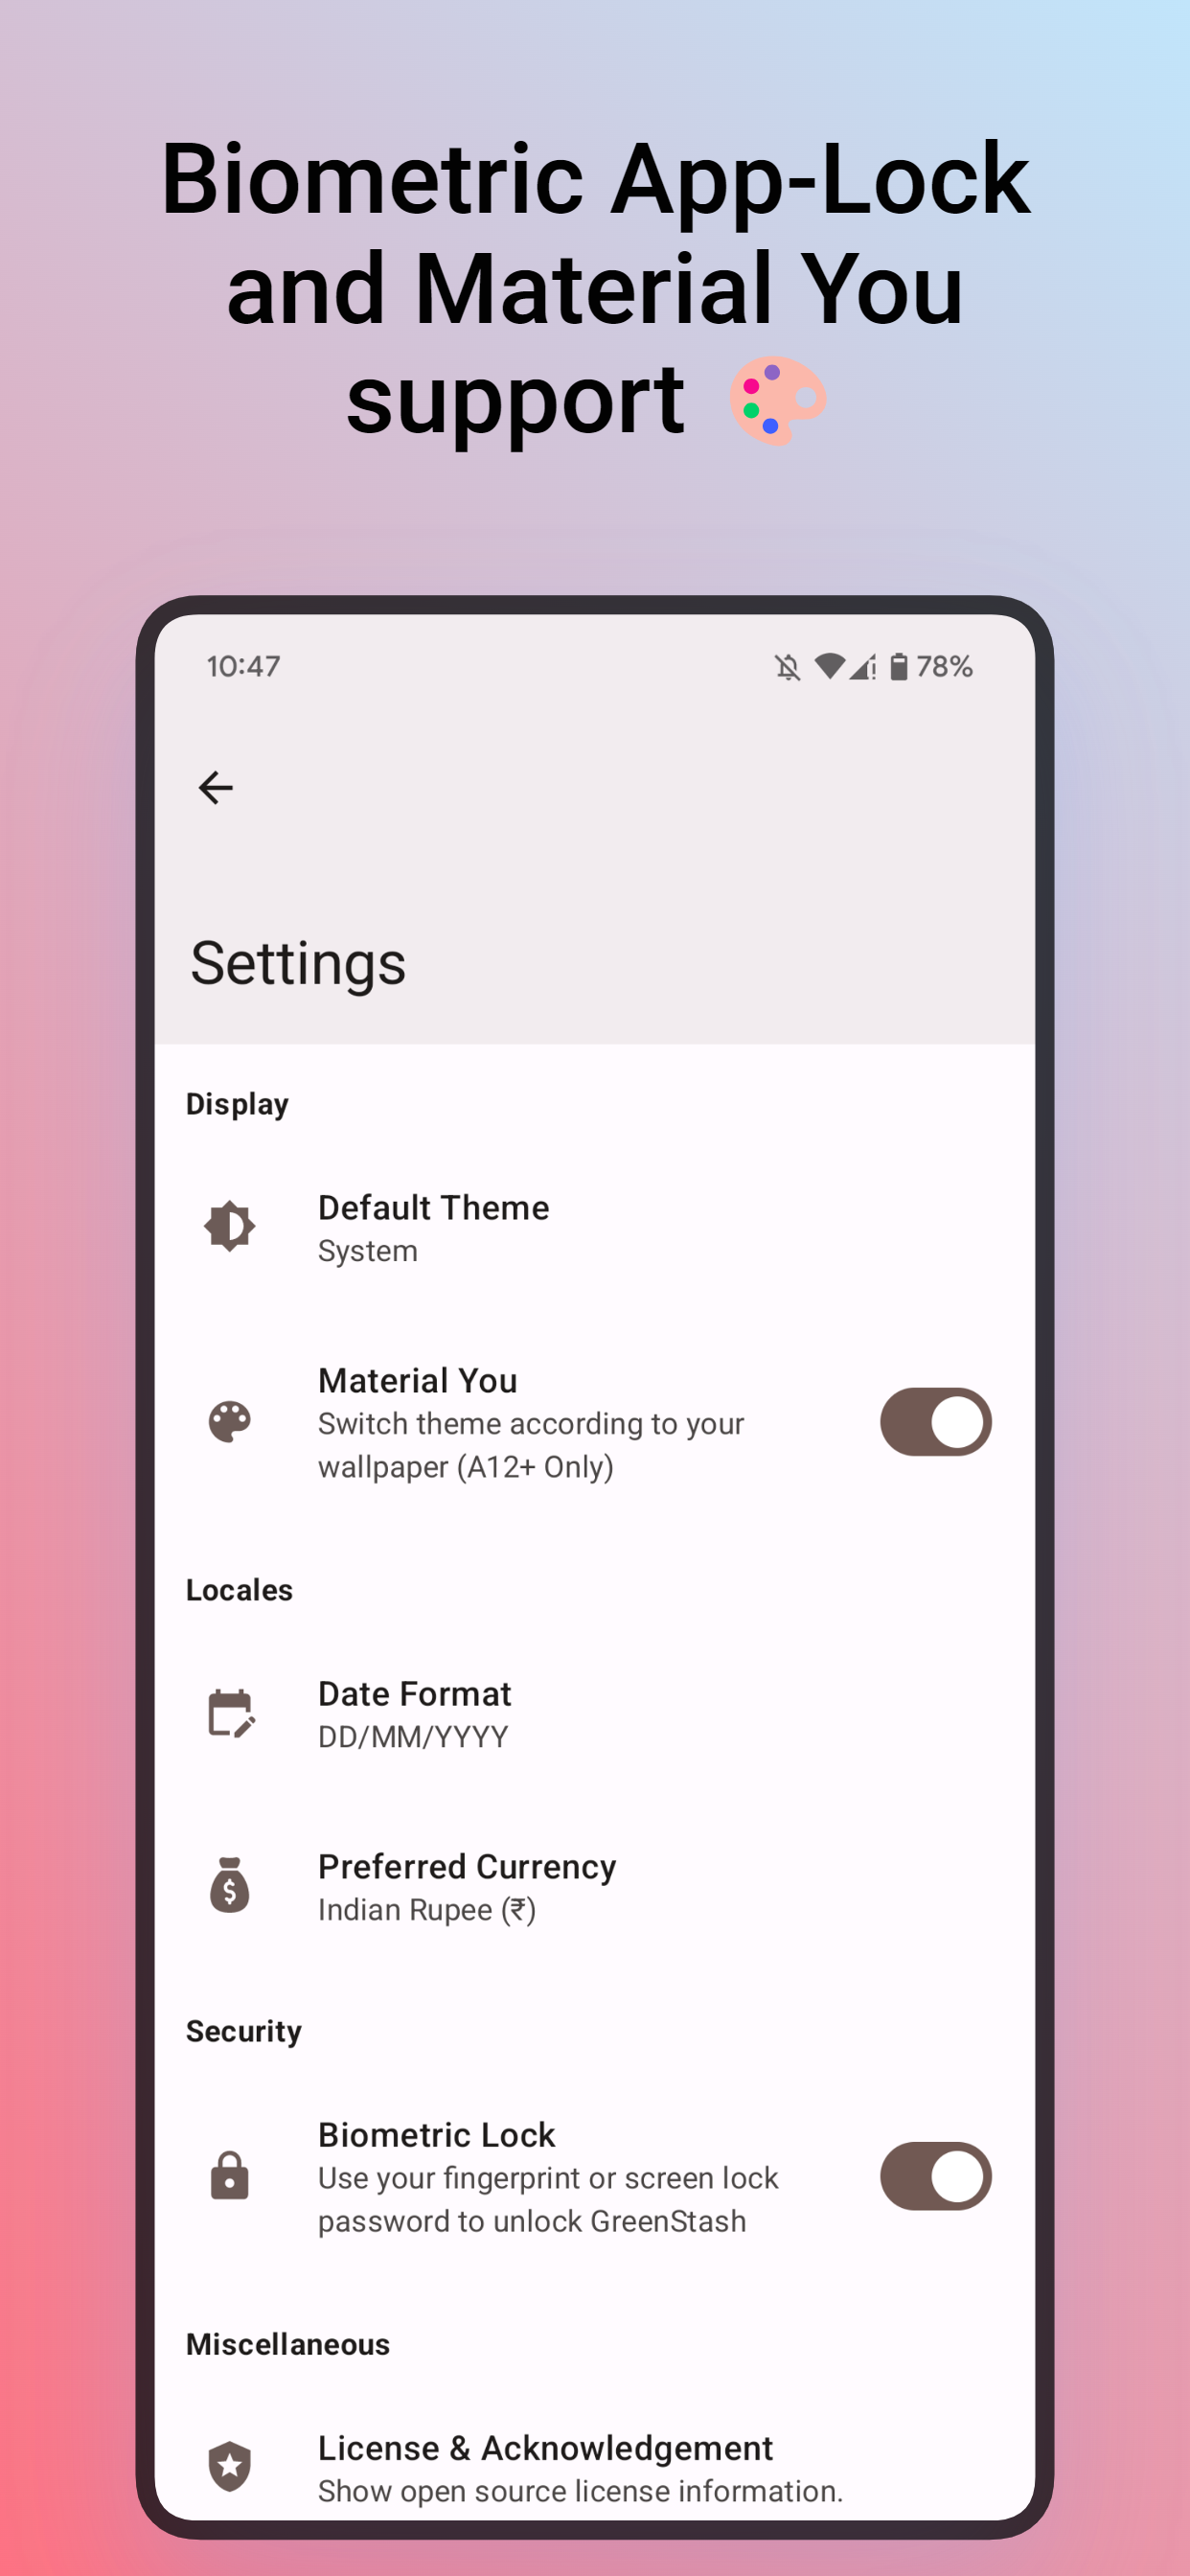 Biometric App-Lock
and Material You
support
10:47
78%
Settings
Display
Default Theme
System
Material You
Switch theme according to your
wallpaper (A12+ Only)
Locales
Date Format
DD/MM/YYYY
Preferred Currency
Indian Rupee (₹)
Security
Biometric Lock
Use your fingerprint or screen lock
password to unlock GreenStash
Miscellaneous
License & Acknowledgement
Show open source license information.